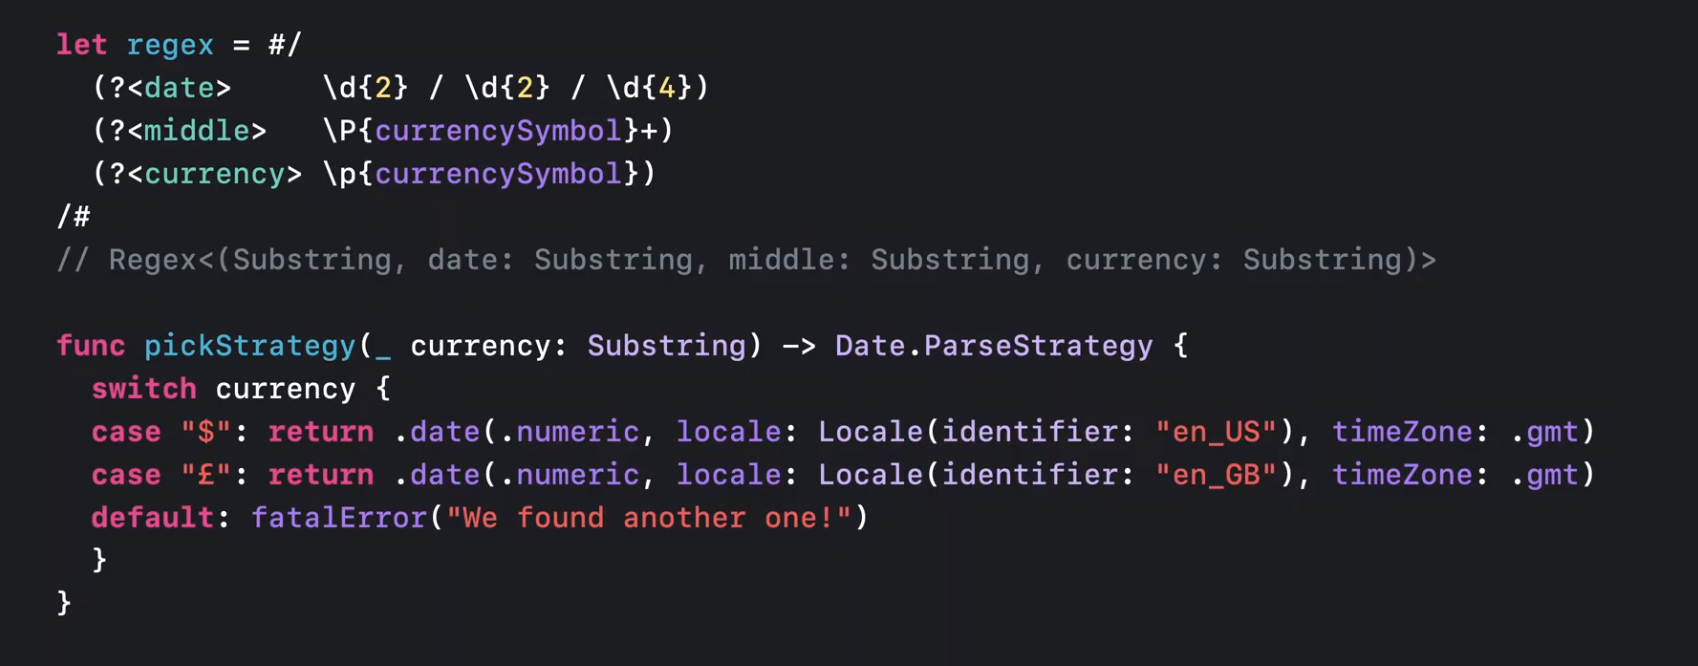 let regex = #/
  (?<date>     \d{2} / \d{2} / \d{4})
  (?<middle>   \P{currencySymbol}+)
  (?<currency> \p{currencySymbol})
/#
// Regex<(Substring, date: Substring, middle: Substring, currency: Substring)>
func pickStrategy(_ currency: Substring) -> Date.ParseStrategy {
  switch currency {
  case "$": return .date(.numeric, locale: Locale(identifier: "en_US"), timeZone: .gmt)
  case "£": return .date(.numeric, locale: Locale(identifier: "en_GB"), timeZone: .gmt)
  default: fatalError("We found another one!")
  }
}